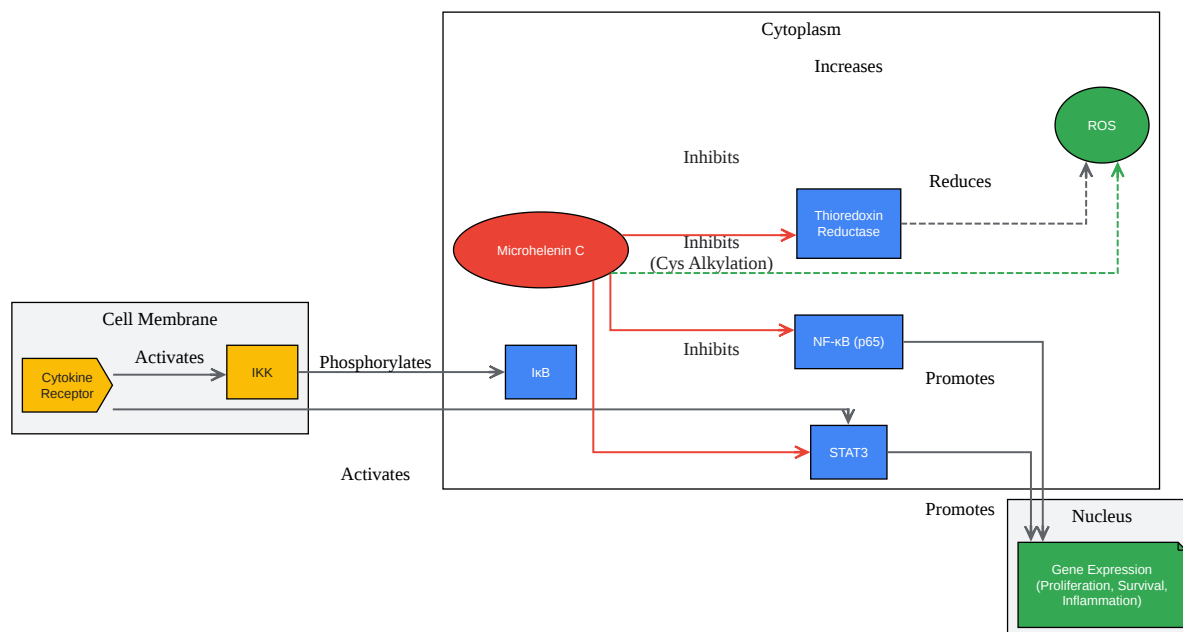 Cytoplasm
Increases
ROS
Inhibits
Reduces
Thioredoxin
Reductase
Microhelenin C
Inhibits
(Cys Alkylation)
Cell Membrane
Activates
Cytokine
Receptor
IKK
Phosphorylates
IκB
Inhibits
NF-κB (p65)
Promotes
STAT3
Activates
Promotes
Nucleus
Gene Expression
(Proliferation, Survival,
Inflammation)